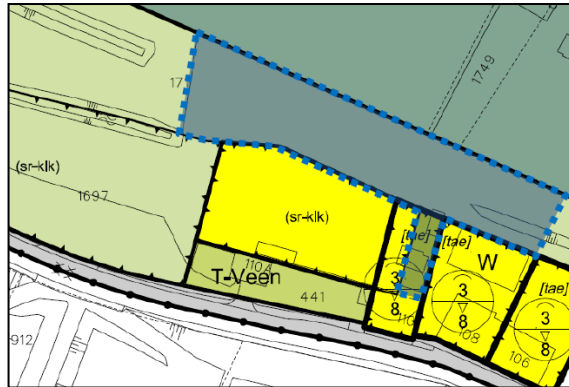 17
1749
(sr-klk)
1697
(sr-klk)
[tae]
[tae]
W
[tae]
T-Veen
441
3
8
3
8
3
8
108
106
912